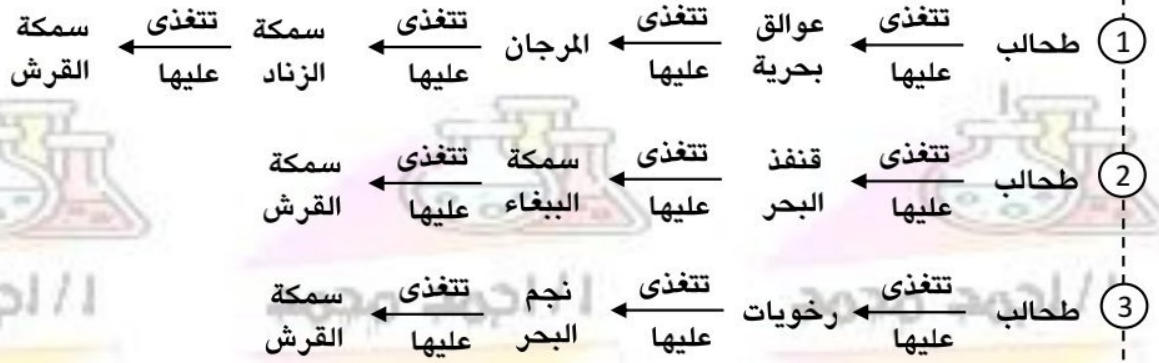 ① طحالب تتغذى عليها عوالق بحرية تتغذى عليها المرجان تتغذى عليها سمكة الزناد تتغذى عليها سمكة القرش
② طحالب تتغذى عليها قنفذ البحر تتغذى عليها سمكة الببغاء تتغذى عليها سمكة القرش
③ طحالب تتغذى عليها رخويات تتغذى عليها نجم البحر تتغذى عليها سمكة القرش